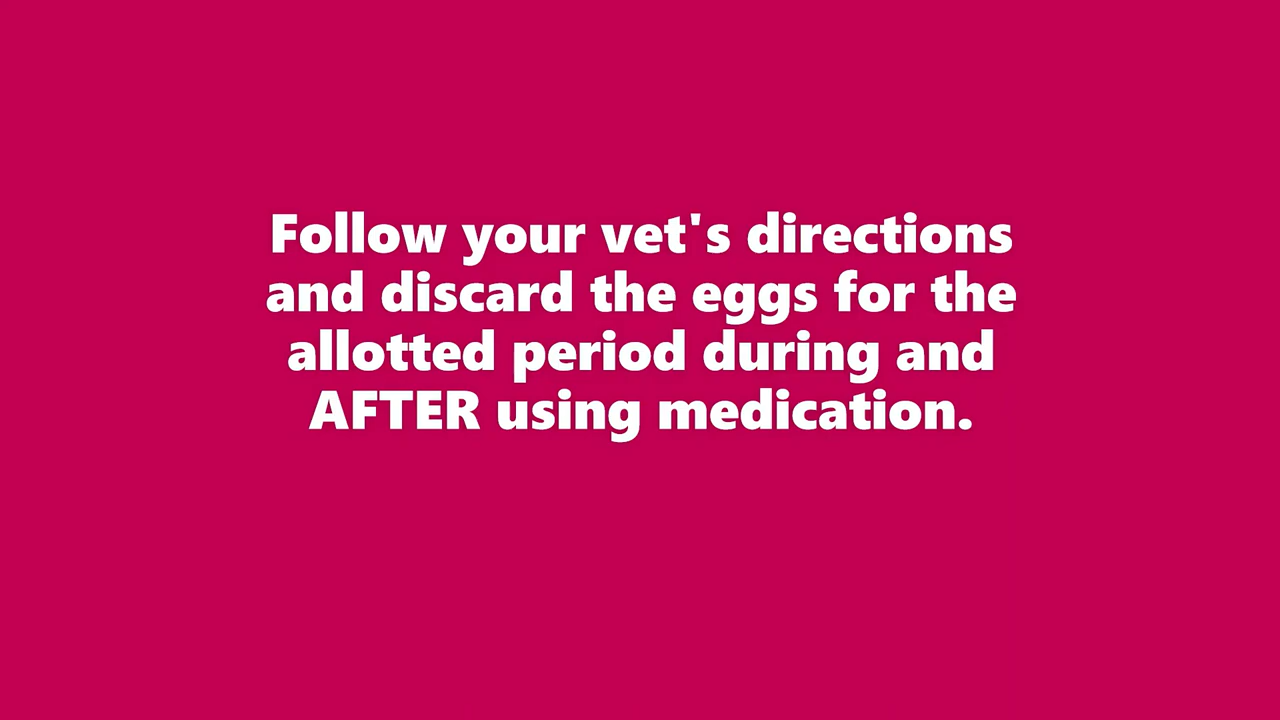 Follow your vet's directions
and discard the eggs for the
allotted period during and
AFTER using medication.